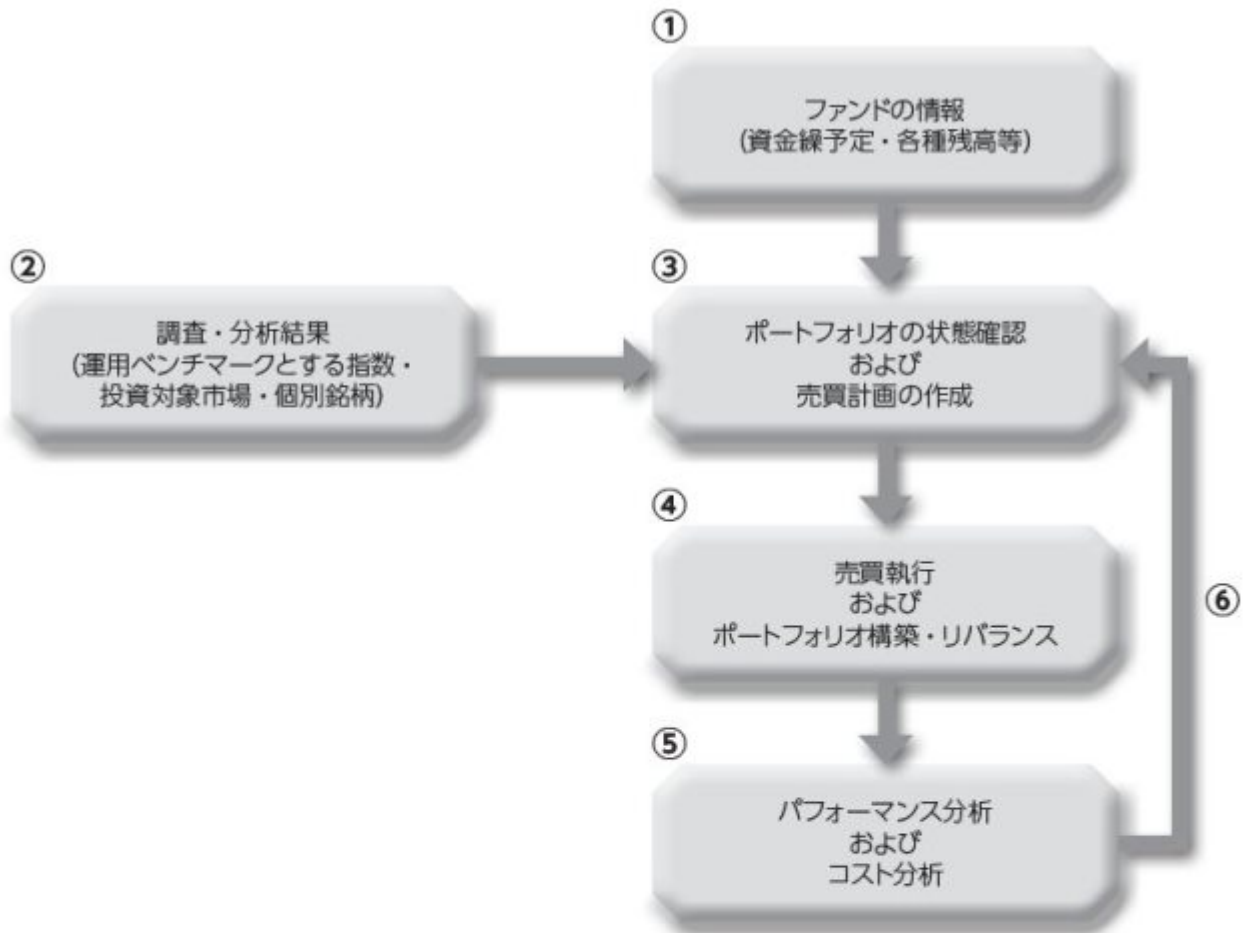 ①
ファンドの情報
(資金繰予定・各種残高等)
②
調査・分析結果
(運用ベンチマークとする指数・
投資対象市場・個別銘柄)
③
ポートフォリオの状態確認
および
売買計画の作成
④
売買執行
および
ポートフォリオ構築・リバランス
⑤
パフォーマンス分析
および
コスト分析
⑥